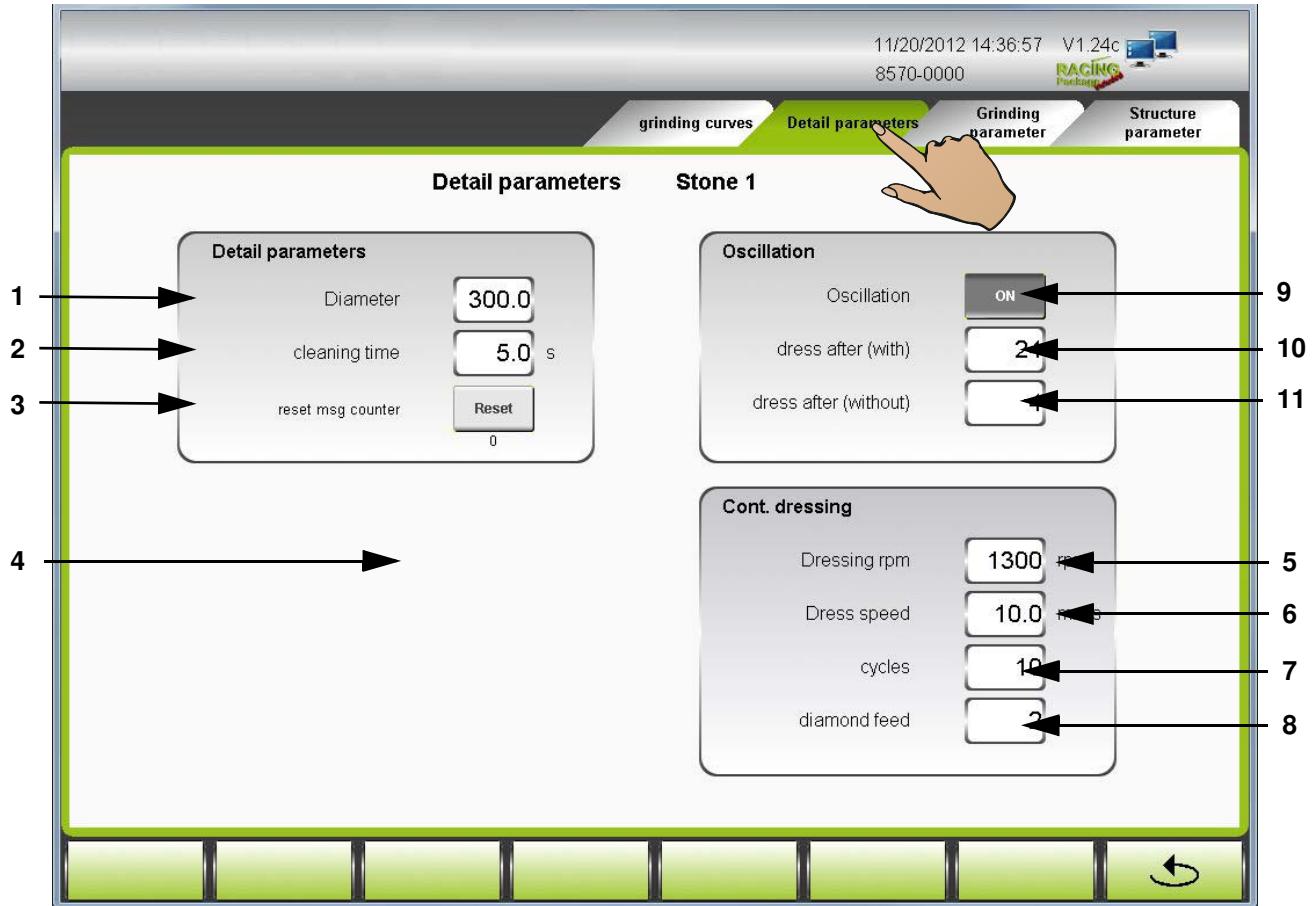 11/20/2012 14:36:57 V1.24c
8570-0000 RACING
Package
grinding curves Detail parameters Grinding parameter Structure parameter
Detail parameters Stone 1
Detail parameters
1 Diameter 300.0
2 cleaning time 5.0 s
3 reset msg counter Reset
0
4
Oscillation
Oscillation ON 9
dress after (with) 21 10
dress after (without) 11
Cont. dressing
Dressing rpm 1300 5
Dress speed 10.0 6
cycles 10 7
diamond feed 8